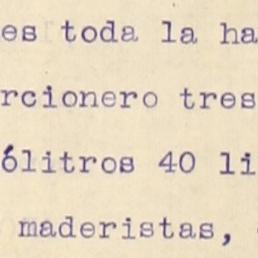 es toda la ha
rcionero tres
ólitros 40 li
maderistas,